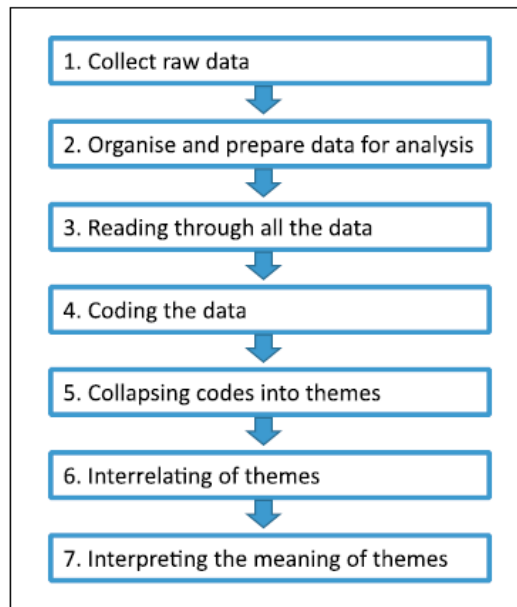 1. Collect raw data
2. Organise and prepare data for analysis
3. Reading through all the data
4. Coding the data
5. Collapsing codes into themes
6. Interrelating of themes
7. Interpreting the meaning of themes